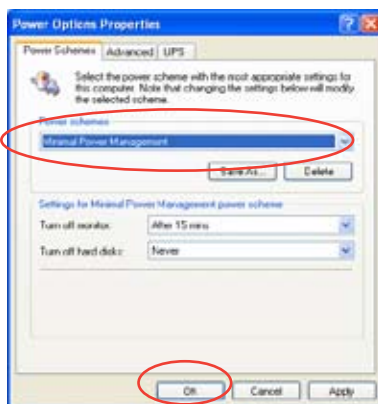 Power Options Properties
Power Schemes Advanced UPS
Select the power scheme with the most appropriate settings for
this computer. Note that changing the settings below will modify
the selected scheme.
Power schemes
Minimal Power Management
Save As... Delete
Settings for Minimal Power Management power scheme
Turn off monitor: After 15 mins
Turn off hard disks: Never
OK Cancel Apply